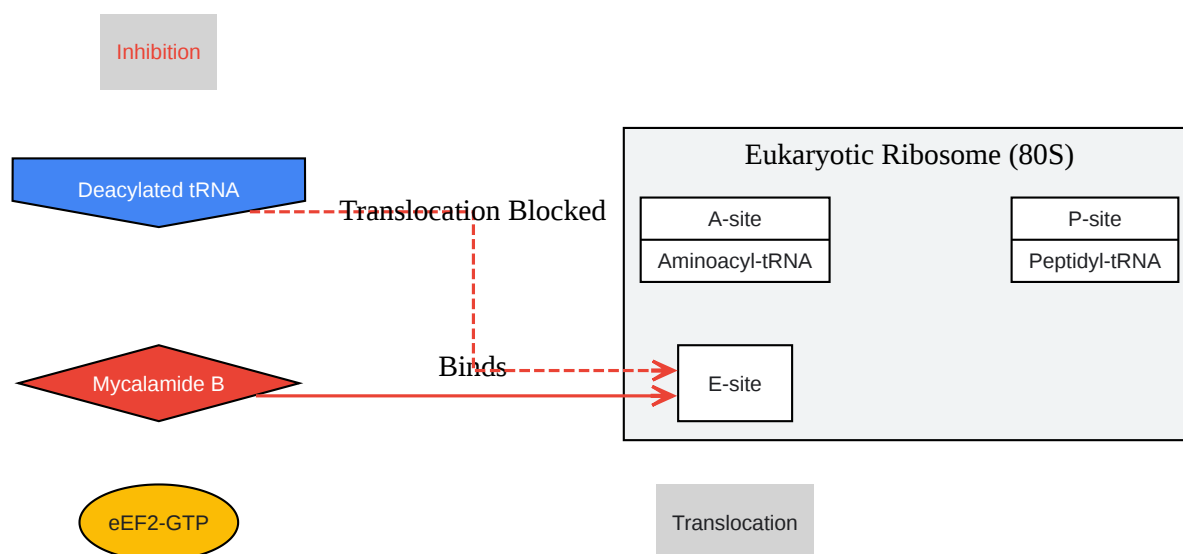 Inhibition
Eukaryotic Ribosome (80S)
Deacylated tRNA
Translocation Blocked
A-site
Aminoacyl-tRNA
P-site
Peptidyl-tRNA
Mycalamide B
Binds
E-site
eEF2-GTP
Translocation